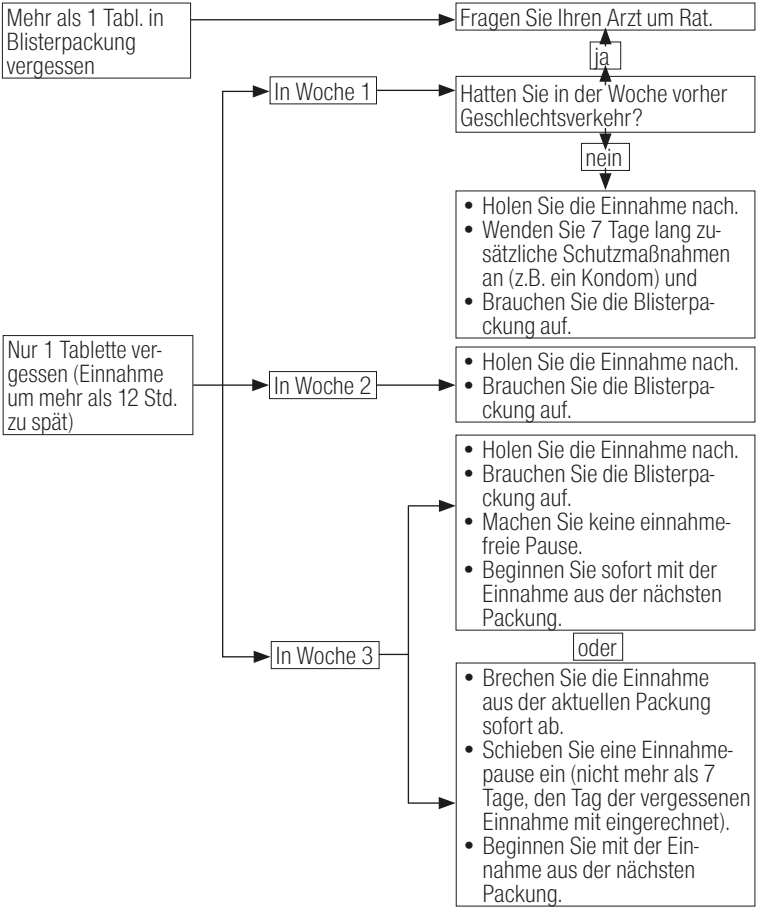 Mehr als 1 Tabl. in
Blisterpackung
vergessen
Fragen Sie Ihren Arzt um Rat.
ja
In Woche 1
Hatten Sie in der Woche vorher
Geschlechtsverkehr?
nein
• Holen Sie die Einnahme nach.
• Wenden Sie 7 Tage lang zu-
sätzliche Schutzmaßnahmen
an (z.B. ein Kondom) und
• Brauchen Sie die Blisterpa-
ckung auf.
Nur 1 Tablette ver-
gessen (Einnahme
um mehr als 12 Std.
zu spät)
In Woche 2
• Holen Sie die Einnahme nach.
• Brauchen Sie die Blisterpa-
ckung auf.
In Woche 3
• Holen Sie die Einnahme nach.
• Brauchen Sie die Blisterpa-
ckung auf.
• Machen Sie keine einnahme-
freie Pause.
• Beginnen Sie sofort mit der
Einnahme aus der nächsten
Packung.
oder
• Brechen Sie die Einnahme
aus der aktuellen Packung
sofort ab.
• Schieben Sie eine Einnahme-
pause ein (nicht mehr als 7
Tage, den Tag der vergessenen
Einnahme mit eingerechnet).
• Beginnen Sie mit der Ein-
nahme aus der nächsten
Packung.